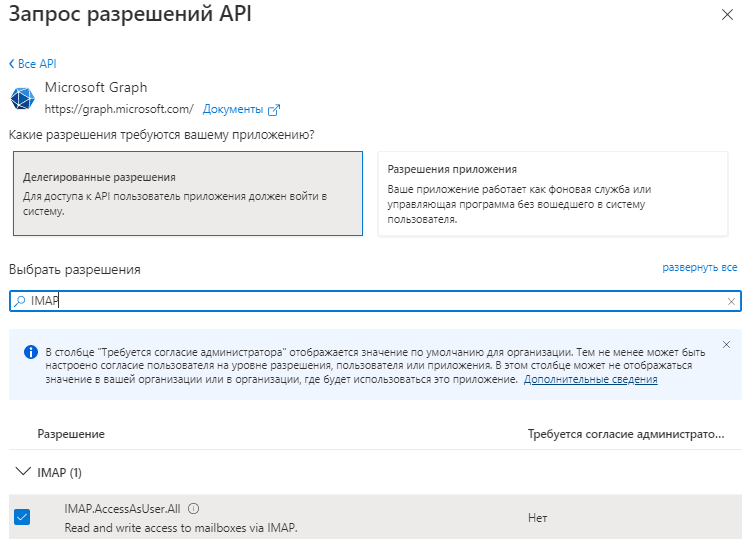 Запрос разрешений API
Все API
Microsoft Graph
https://graph.microsoft.com/ Документы
Какие разрешения требуются вашему приложению?
Делегированные разрешения
Для доступа к API пользователь приложения должен войти в
систему.
Разрешения приложения
Ваше приложение работает как фоновая служба или
управляющая программа без вошедшего в систему
пользователя.
Выбрать разрешения
развернуть все
IMAP
В столбце "Требуется согласие администратора" отображается значение по умолчанию для организации. Тем не менее может быть
настроено согласие пользователя на уровне разрешения, пользователя или приложения. В этом столбце может не отображаться
значение в вашей организации или в организации, где будет использоваться это приложение. Дополнительные сведения
Разрешение
Требуется согласие администрато...
IMAP (1)
IMAP.AccessAsUser.All
Read and write access to mailboxes via IMAP.
Нет